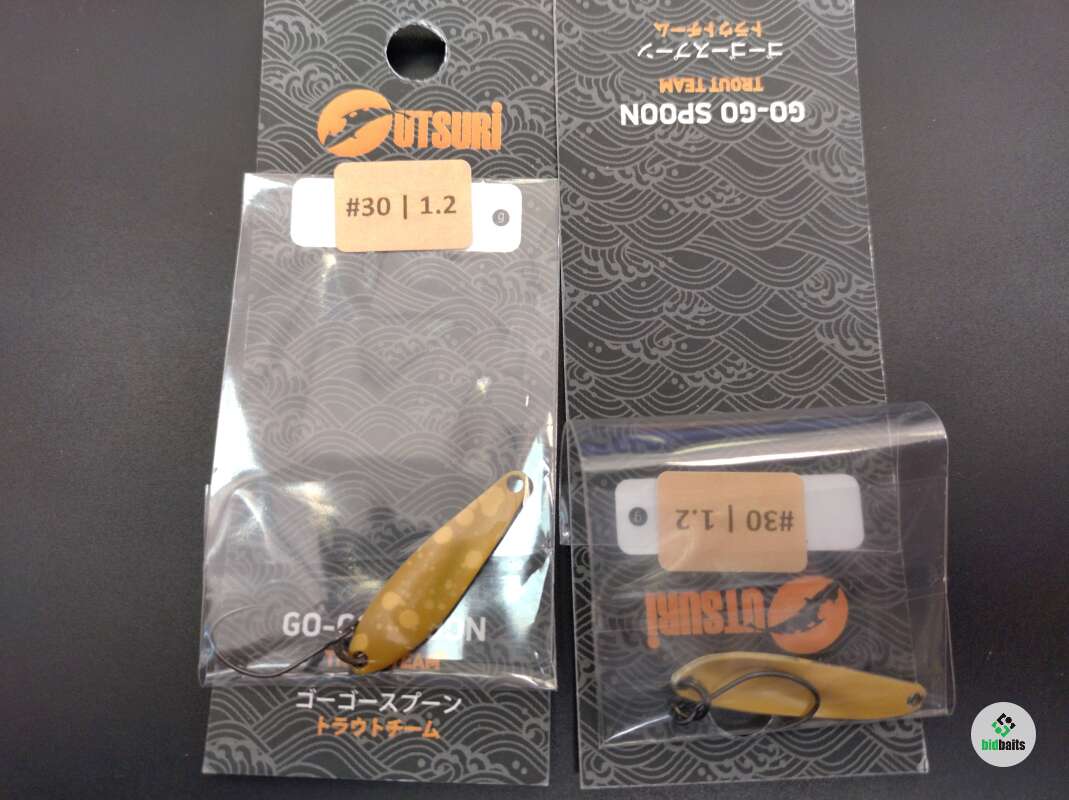 UTSURi
#30 | 1.2
g
GO-GO SPOON
TROUT TEAM
ゴーゴースプーン
トラウトチーム
GO-GO SPOON
TROUT TEAM
ゴーゴースプーン
トラウトチーム
#30 | 1.2
g
UTSURi
bidbaits